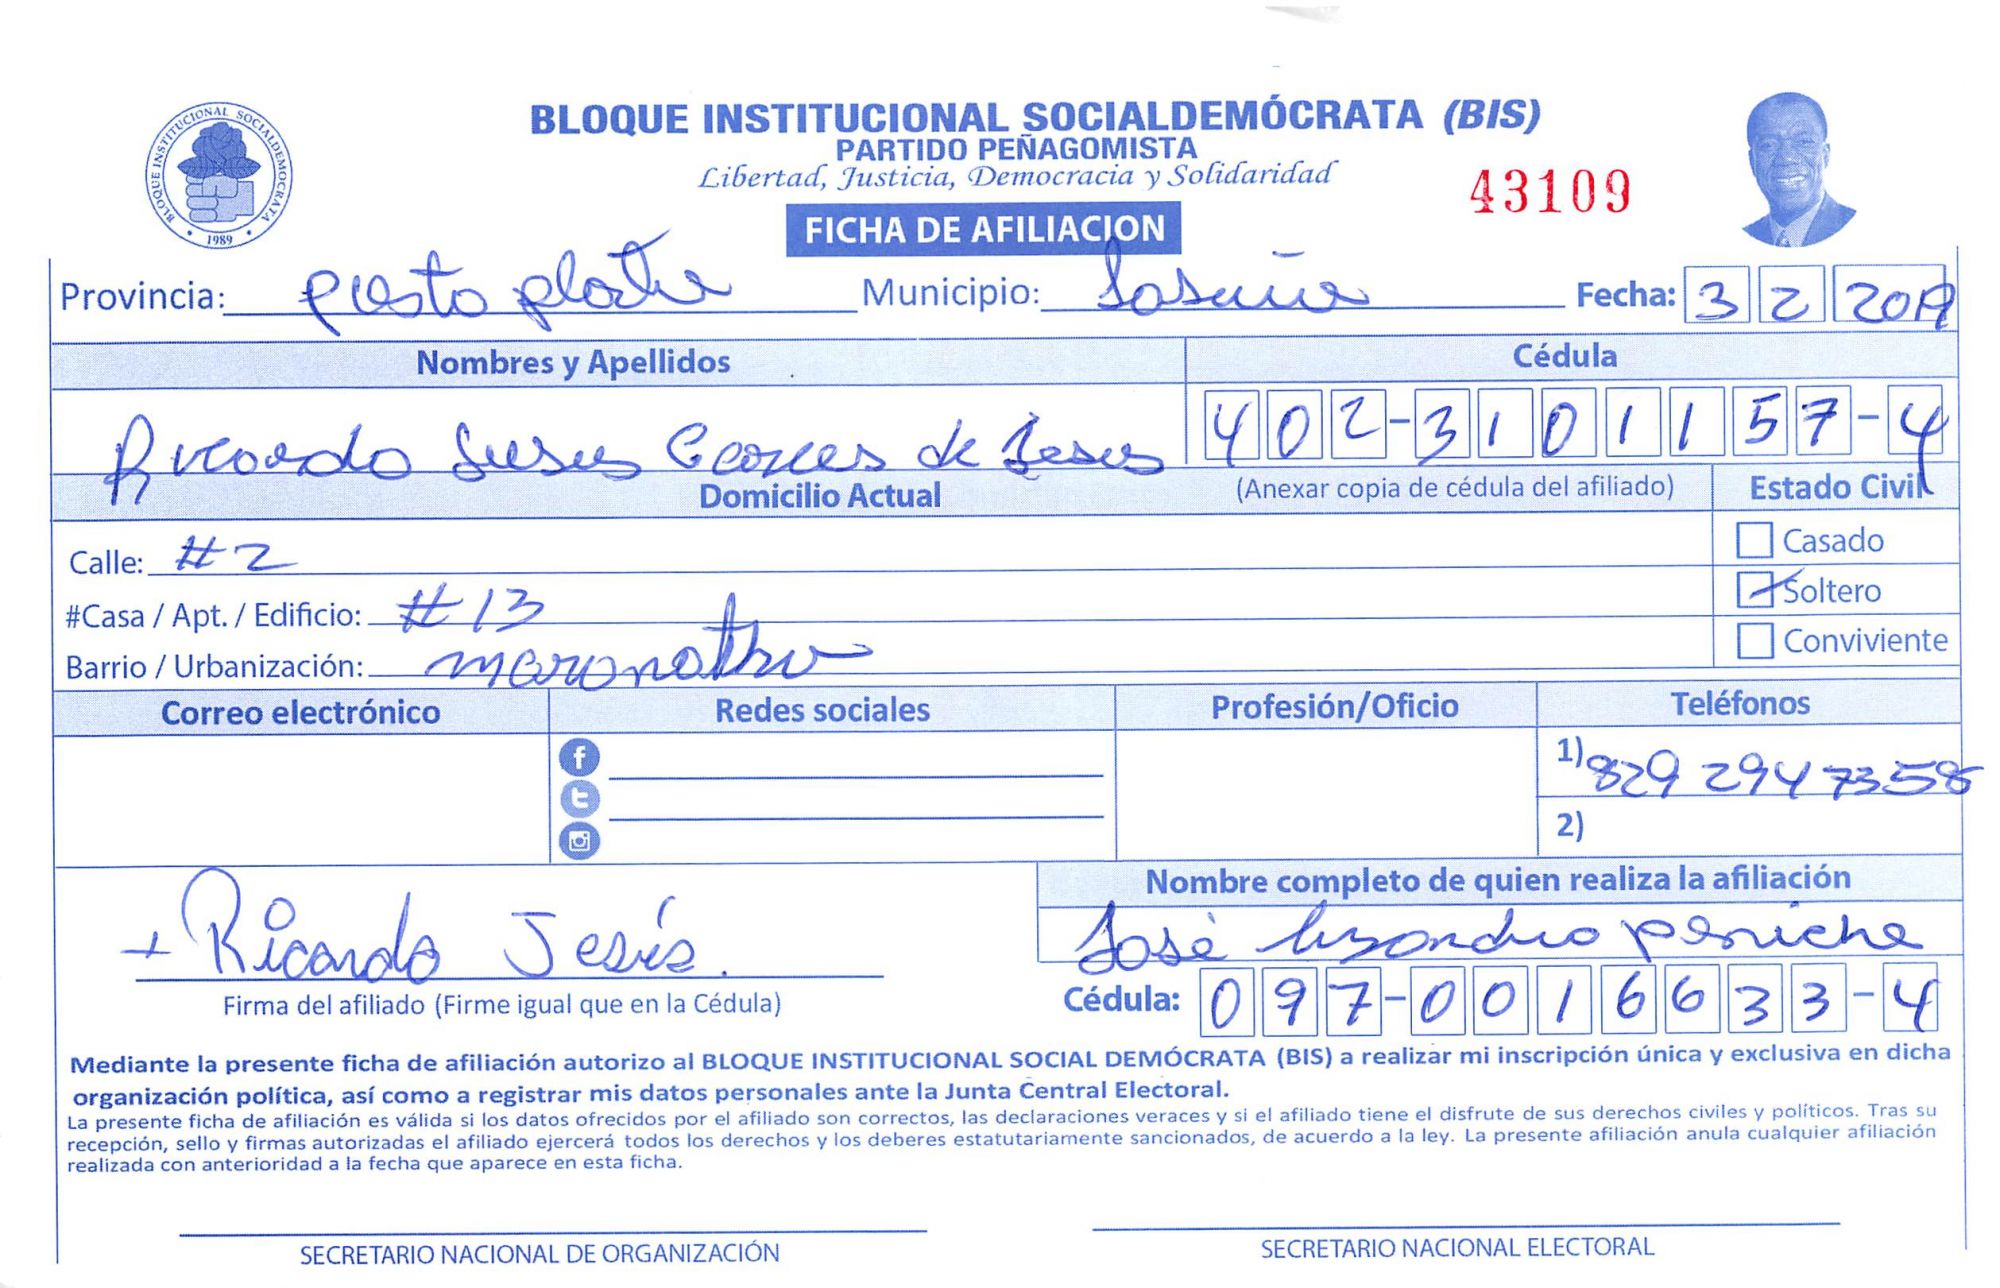 BLOQUE INSTITUCIONAL SOCIALDEMÓCRATA (BIS)
PARTIDO PEÑAGOMISTA
Libertad, Justicia, Democracia y Solidaridad
43109
BLOQUE INSTITUCIONAL SOCIALDEMOCRATA
1989
FICHA DE AFILIACION
Provincia: Municipio: Fecha: 3 2 2019
Nombres y Apellidos Cédula
Ricardo de Jesus 402-3101157-4
Domicilio Actual (Anexar copia de cédula del afiliado) Estado Civil
Calle: #2 Casado
#Casa / Apt. / Edificio: #13 Soltero
Barrio / Urbanización: Conviviente
Correo electrónico Redes sociales Profesión/Oficio Teléfonos
1) 829 294 7358
2)
Nombre completo de quien realiza la afiliación
Ricardo Jesús. José
Firma del afiliado (Firme igual que en la Cédula) Cédula: 097-0016633-4
Mediante la presente ficha de afiliación autorizo al BLOQUE INSTITUCIONAL SOCIAL DEMÓCRATA (BIS) a realizar mi inscripción única y exclusiva en dicha
organización política, así como a registrar mis datos personales ante la Junta Central Electoral.
La presente ficha de afiliación es válida si los datos ofrecidos por el afiliado son correctos, las declaraciones veraces y si el afiliado tiene el disfrute de sus derechos civiles y políticos. Tras su
recepción, sello y firmas autorizadas el afiliado ejercerá todos los derechos y los deberes estatutariamente sancionados, de acuerdo a la ley. La presente afiliación anula cualquier afiliación
realizada con anterioridad a la fecha que aparece en esta ficha.
SECRETARIO NACIONAL DE ORGANIZACIÓN SECRETARIO NACIONAL ELECTORAL